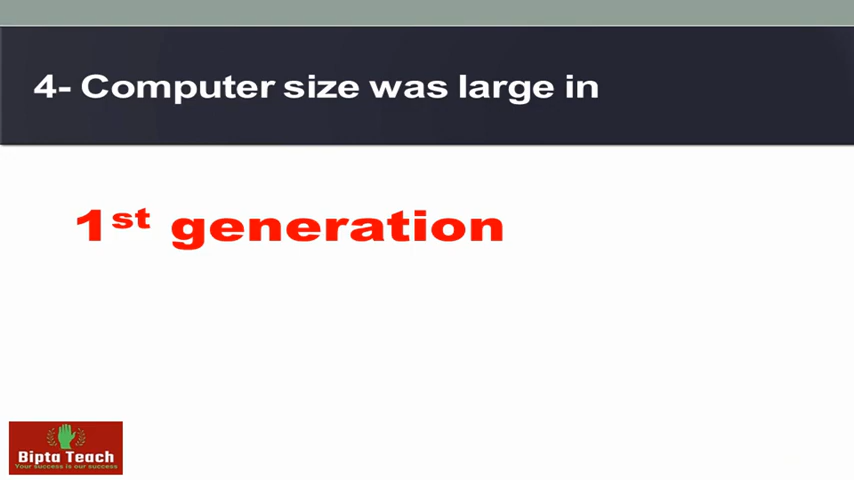 4- Computer size was large in
1st generation
Bipta Teach
Your success is our success